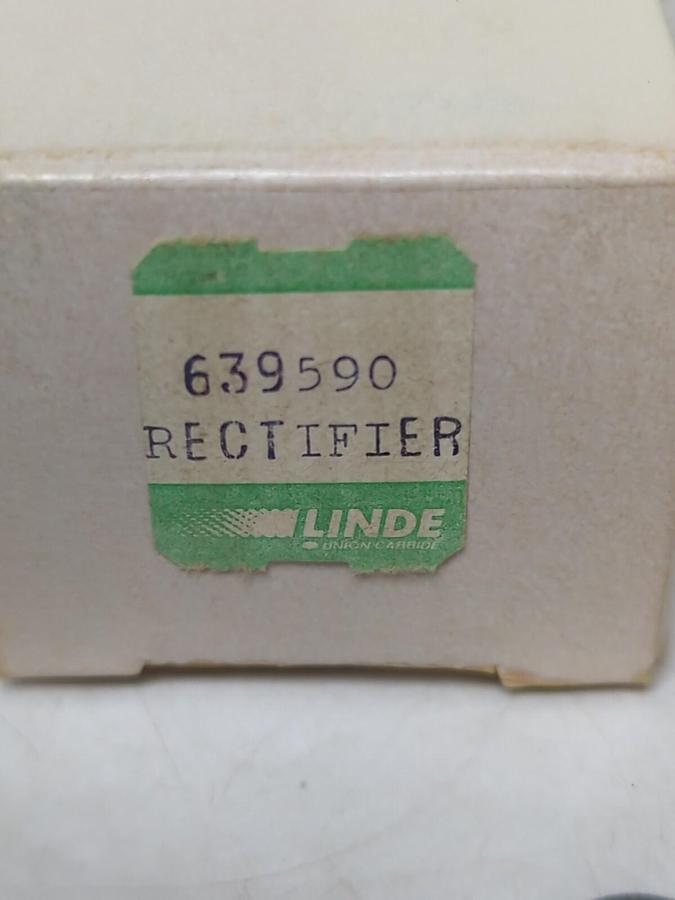 639590
RECTIFIER
LINDE
UNION CARBIDE